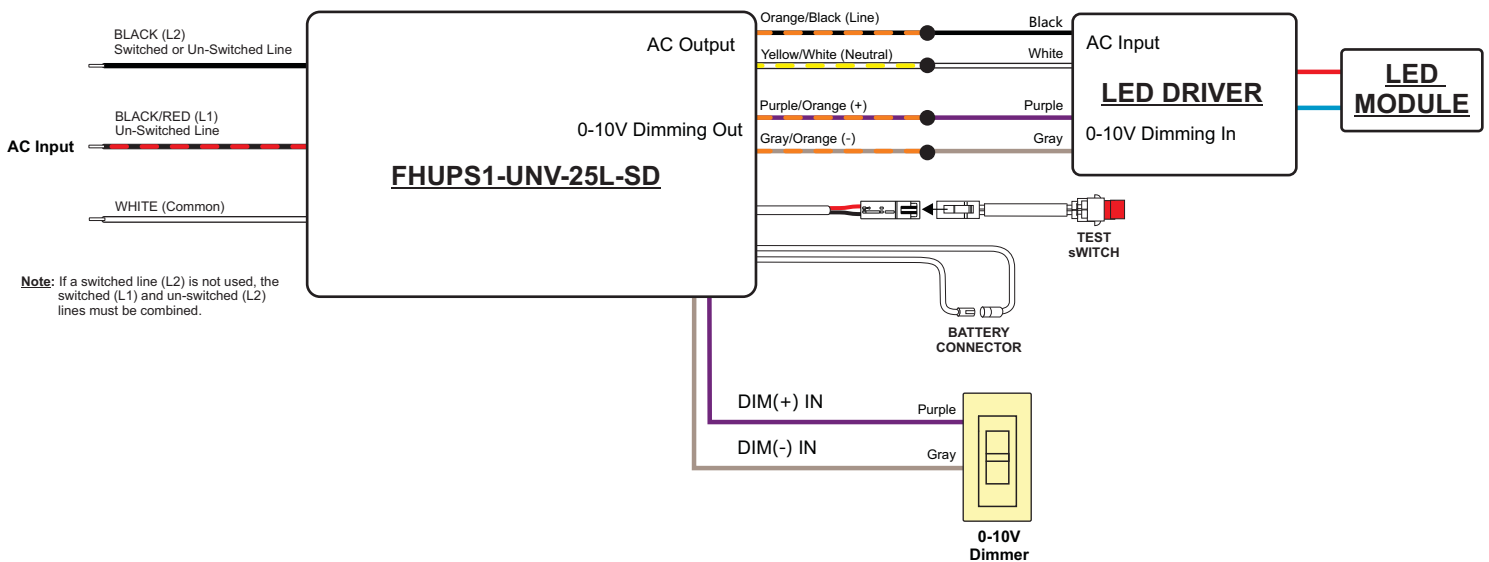 BLACK (L2)
Switched or Un-Switched Line
BLACK/RED (L1)
Un-Switched Line
AC Input
WHITE (Common)
Note: If a switched line (L2) is not used, the
switched (L1) and un-switched (L2)
lines must be combined.
AC Output
0-10V Dimming Out
FHUPS1-UNV-25L-SD
Orange/Black (Line)
Yellow/White (Neutral)
Purple/Orange (+)
Gray/Orange (-)
Black
White
Purple
Gray
AC Input
LED DRIVER
0-10V Dimming In
LED
MODULE
TEST
sWITCH
BATTERY
CONNECTOR
DIM(+) IN
Purple
DIM(-) IN
Gray
0-10V
Dimmer